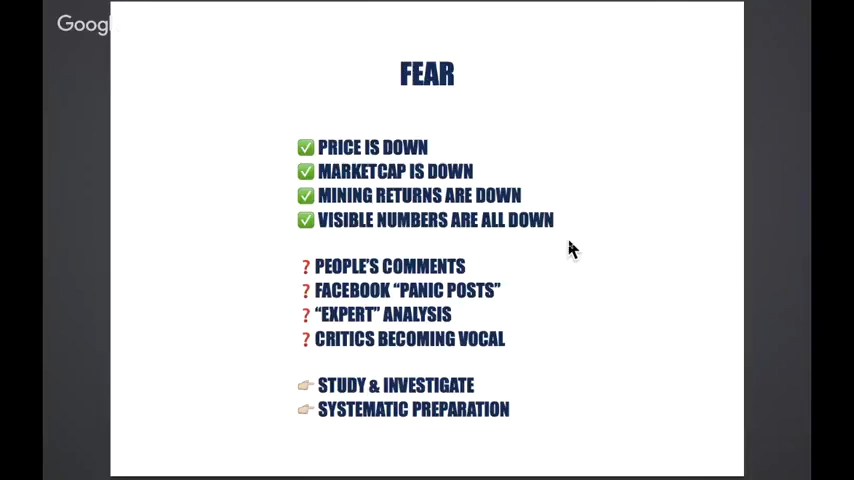 Google
FEAR
✅ PRICE IS DOWN
✅ MARKETCAP IS DOWN
✅ MINING RETURNS ARE DOWN
✅ VISIBLE NUMBERS ARE ALL DOWN
❓ PEOPLE'S COMMENTS
❓ FACEBOOK “PANIC POSTS”
❓ “EXPERT” ANALYSIS
❓ CRITICS BECOMING VOCAL
👉🏼 STUDY & INVESTIGATE
👉🏼 SYSTEMATIC PREPARATION